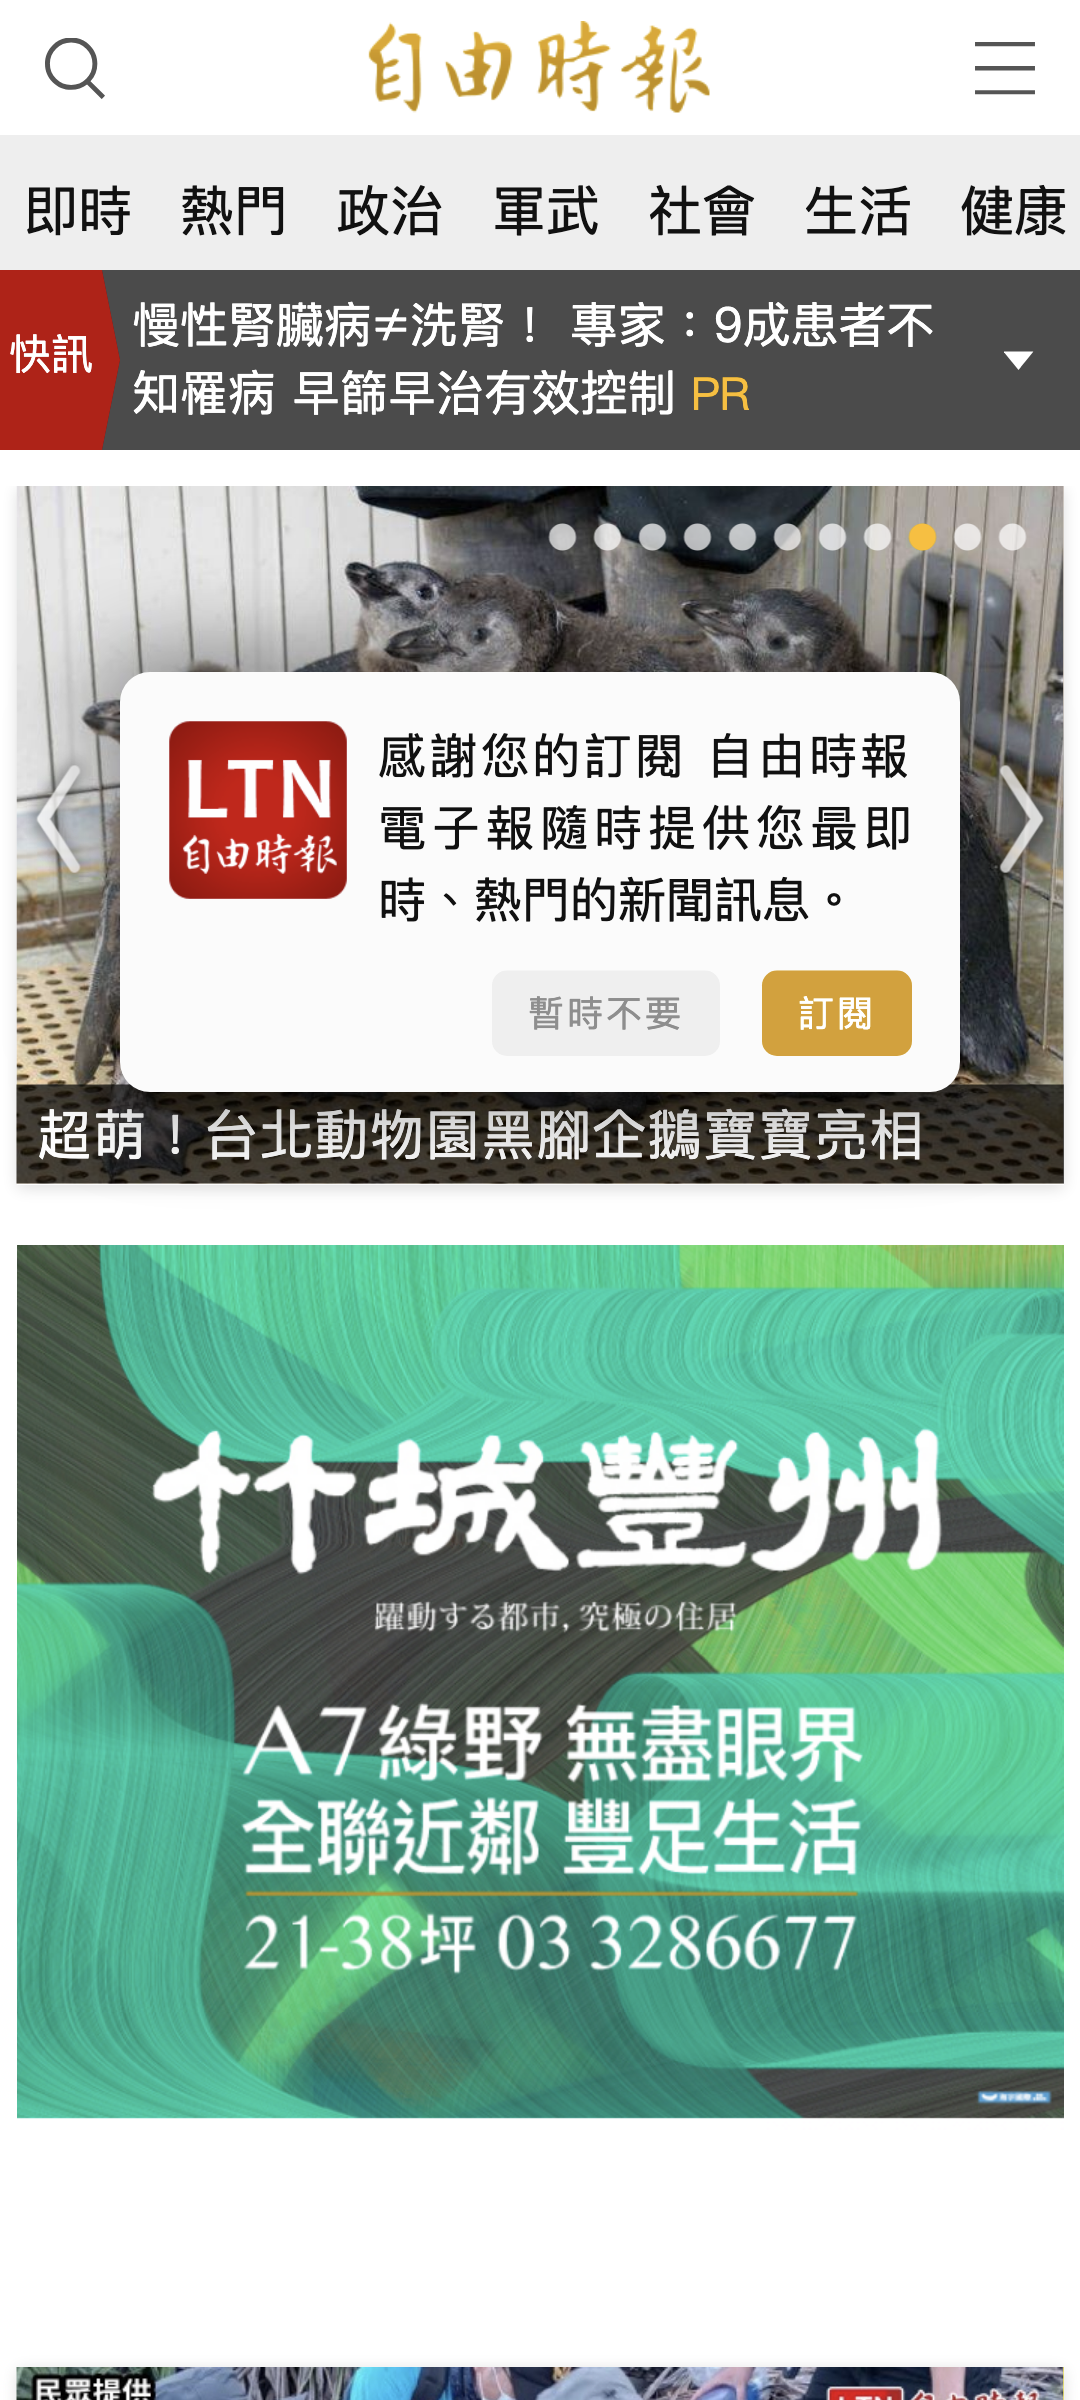 自由時報
即時 熱門 政治 軍武 社會 生活 健康
快訊
慢性腎臟病≠洗腎！ 專家：9成患者不
知罹病 早篩早治有效控制 PR
LTN
自由時報
感謝您的訂閱 自由時報
電子報隨時提供您最即
時、熱門的新聞訊息。
暫時不要 訂閱
超萌！台北動物園黑腳企鵝寶寶亮相
竹城豐州
躍動する都市, 究極の住居
A7綠野 無盡眼界
全聯近鄰 豐足生活
21-38坪 03 3286677
民眾提供
LTN 自由時報